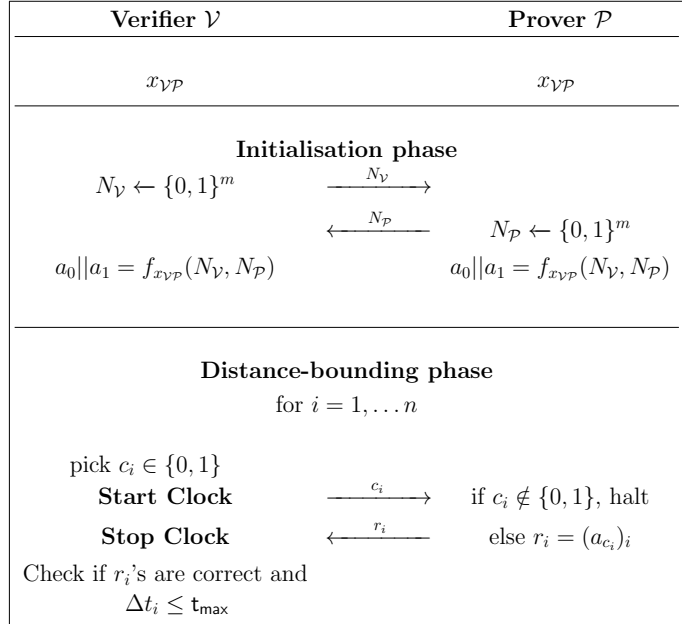 Verifier 𝒱 Prover 𝒫
x_𝒱𝒫 x_𝒱𝒫
Initialisation phase
N_𝒱 ← {0, 1}^m N_𝒱
N_𝒫 N_𝒫 ← {0, 1}^m
a_0||a_1 = f_{x_𝒱𝒫}(N_𝒱, N_𝒫) a_0||a_1 = f_{x_𝒱𝒫}(N_𝒱, N_𝒫)
Distance-bounding phase
for i = 1, … n
pick c_i ∈ {0, 1}
Start Clock c_i if c_i ∉ {0, 1}, halt
Stop Clock r_i else r_i = (a_{c_i})_i
Check if r_i's are correct and
Δt_i ≤ t_max